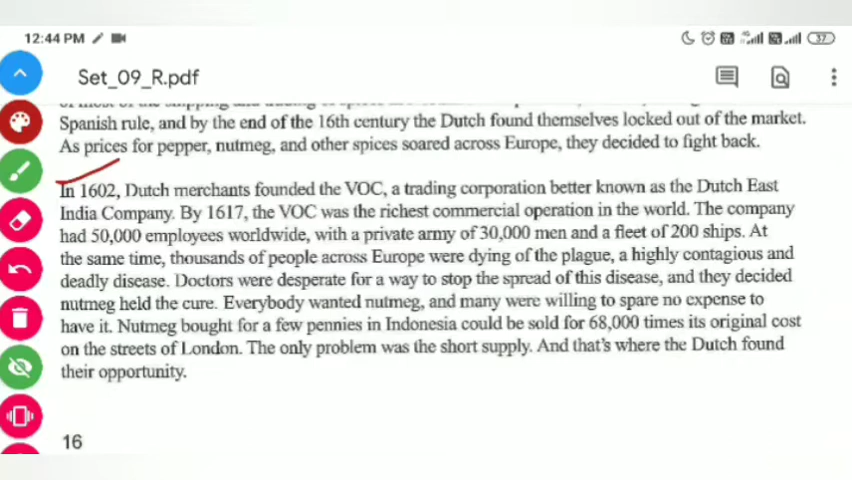 12:44 PM
37
Set_09_R.pdf
Spanish rule, and by the end of the 16th century the Dutch found themselves locked out of the market.
As prices for pepper, nutmeg, and other spices soared across Europe, they decided to fight back.
In 1602, Dutch merchants founded the VOC, a trading corporation better known as the Dutch East
India Company. By 1617, the VOC was the richest commercial operation in the world. The company
had 50,000 employees worldwide, with a private army of 30,000 men and a fleet of 200 ships. At
the same time, thousands of people across Europe were dying of the plague, a highly contagious and
deadly disease. Doctors were desperate for a way to stop the spread of this disease, and they decided
nutmeg held the cure. Everybody wanted nutmeg, and many were willing to spare no expense to
have it. Nutmeg bought for a few pennies in Indonesia could be sold for 68,000 times its original cost
on the streets of London. The only problem was the short supply. And that's where the Dutch found
their opportunity.
16